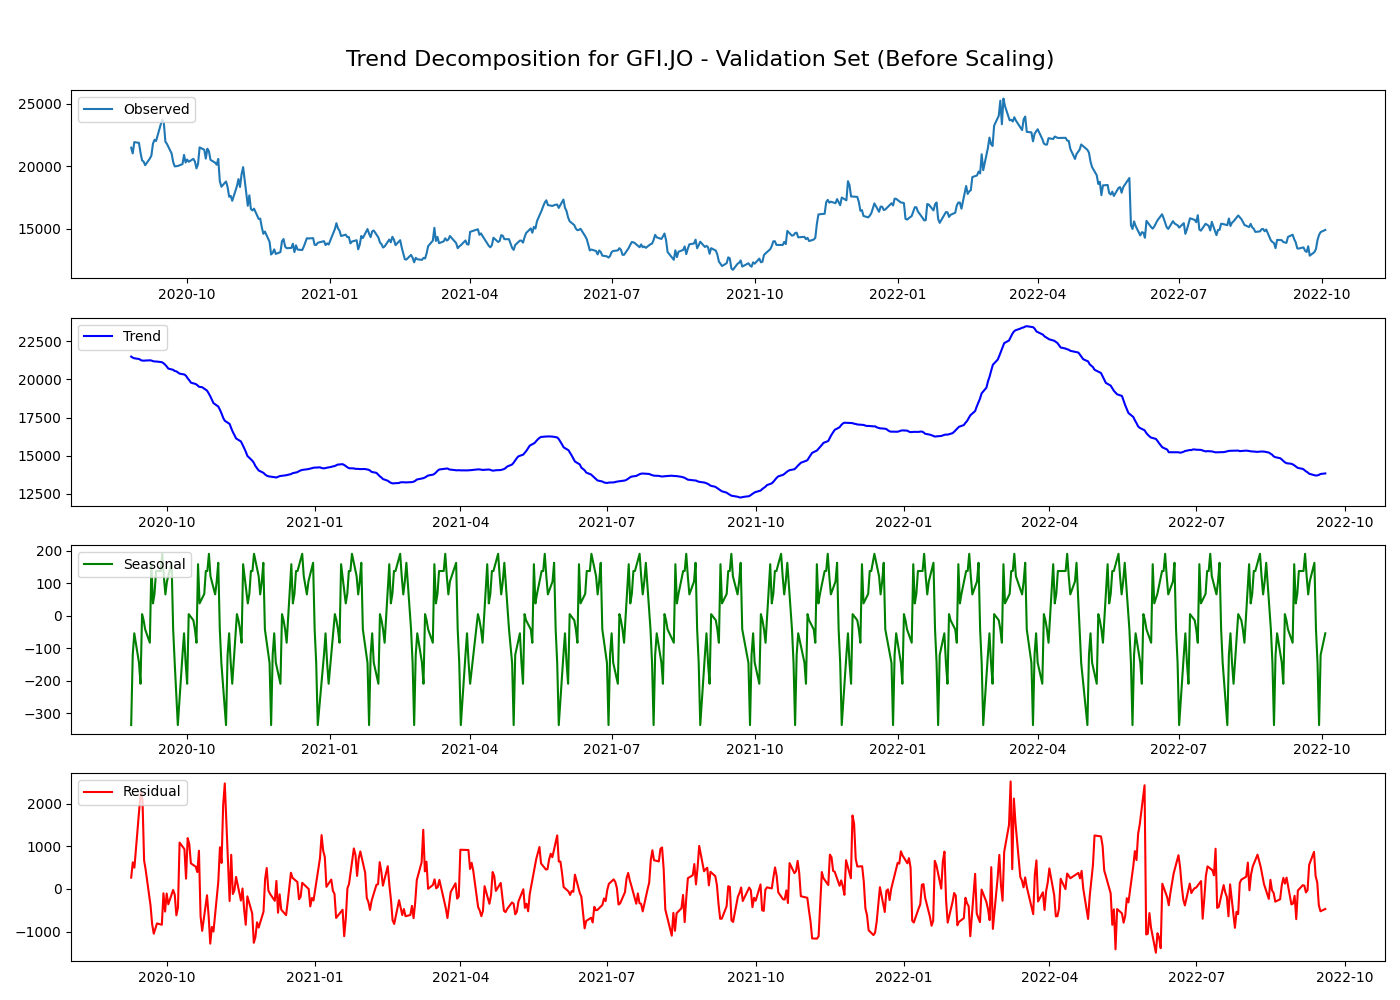 Trend Decomposition for GFI.JO - Validation Set (Before Scaling)
Observed
25000
20000
15000
2020-10 2021-01 2021-04 2021-07 2021-10 2022-01 2022-04 2022-07 2022-10
Trend
22500
20000
17500
15000
12500
2020-10 2021-01 2021-04 2021-07 2021-10 2022-01 2022-04 2022-07 2022-10
Seasonal
200
100
0
−100
−200
−300
2020-10 2021-01 2021-04 2021-07 2021-10 2022-01 2022-04 2022-07 2022-10
Residual
2000
1000
0
−1000
2020-10 2021-01 2021-04 2021-07 2021-10 2022-01 2022-04 2022-07 2022-10